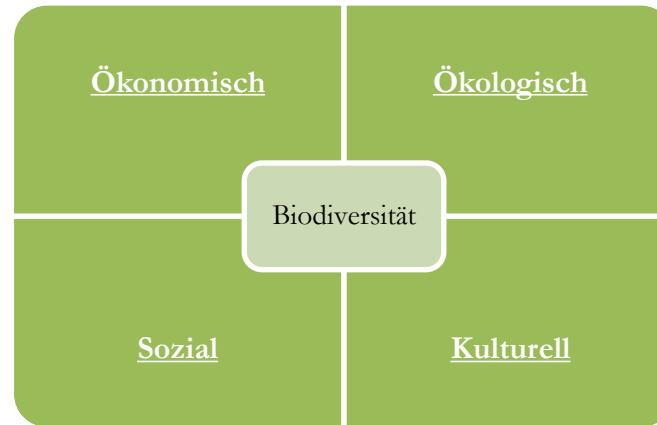 Ökonomisch
Ökologisch
Biodiversität
Sozial
Kulturell